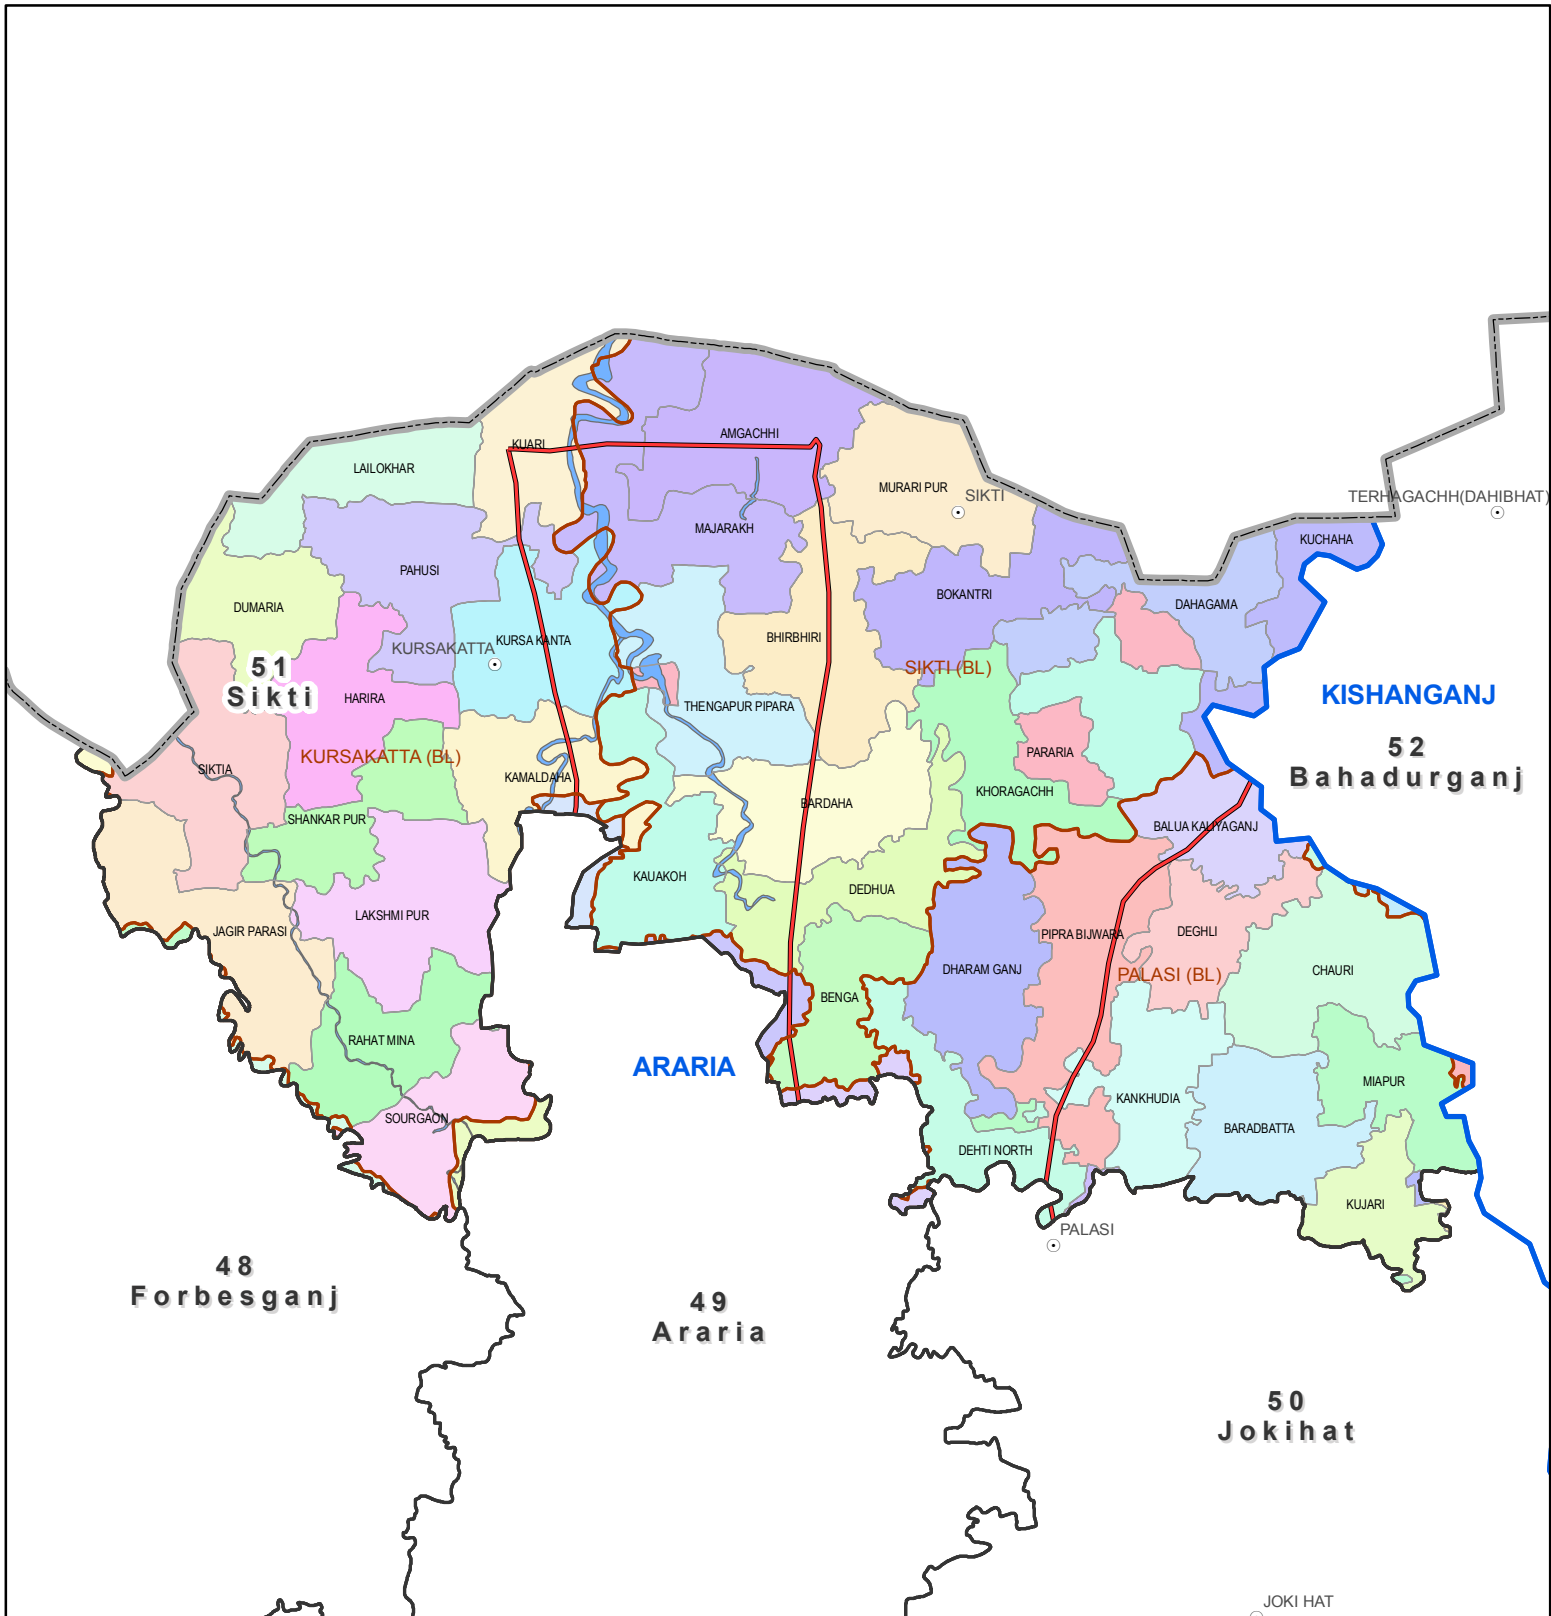 KUARI
AMGACHHI
LAILOKHAR
MURARI PUR
SIKTI
TERHAGACHH(DAHIBHAT)
MAJARAKH
KUCHAHA
PAHUSI
BOKANTRI
DUMARIA
DAHAGAMA
KURSAKATTA
KURSA KANTA
BHIRBHIRI
51
Sikti
SIKTI (BL)
HARIRA
KISHANGANJ
THENGAPUR PIPARA
52
Bahadurganj
PARARIA
KURSAKATTA (BL)
SIKTIA
KAMALDAHA
KHORAGACHH
BARDAHA
SHANKAR PUR
BALUA KALIYAGANJ
KAUAKOH
DEDHUA
LAKSHMI PUR
JAGIR PARASI
PIPRA BIJWARA
DEGHLI
DHARAM GANJ
PALASI (BL)
CHAURI
BENGA
RAHAT MINA
ARARIA
MIAPUR
KANKHUDIA
SOURGAON
BARADBATTA
DEHTI NORTH
KUJARI
PALASI
48
Forbesganj
49
Araria
50
Jokihat
JOKI HAT